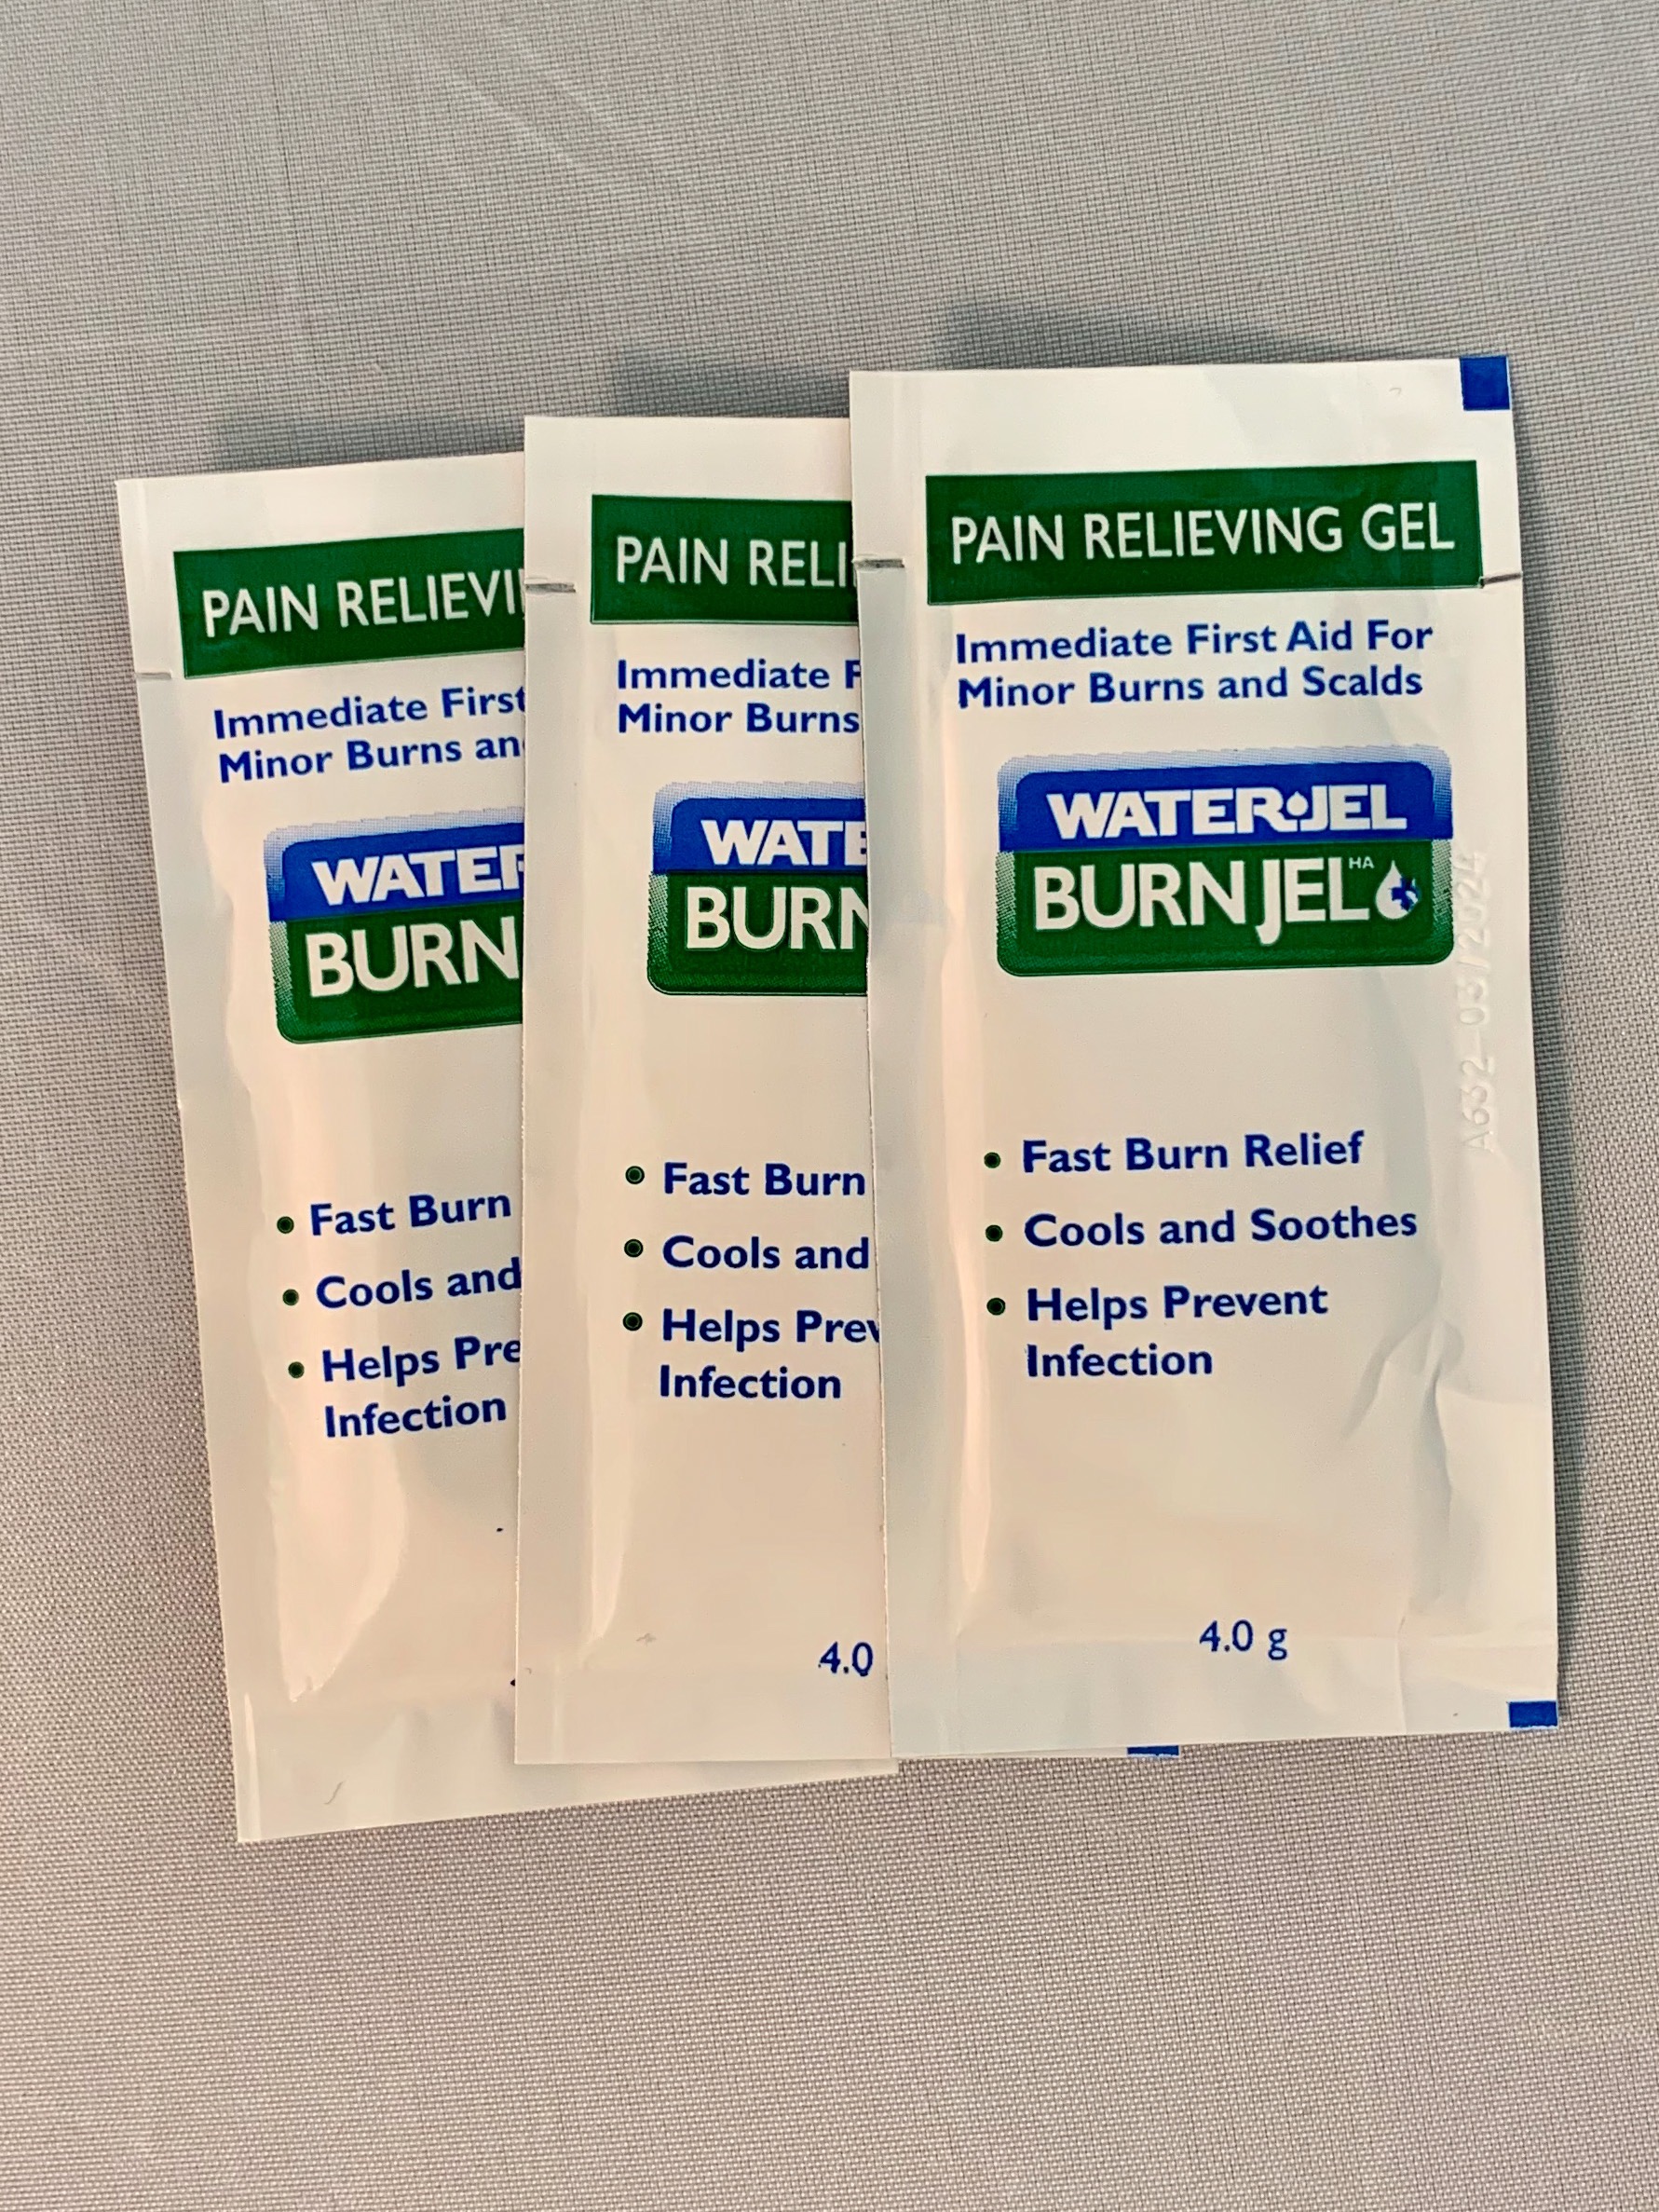 PAIN RELIEVI
Immediate First
Minor Burns an
WATER
BURN
• Fast Burn
• Cools and
• Helps Pre
Infection
PAIN RELI
Immediate F
Minor Burns
WATE
BURN
• Fast Burn
• Cools and
• Helps Prev
Infection
4.0
PAIN RELIEVING GEL
Immediate First Aid For
Minor Burns and Scalds
WATER JEL
BURN JEL HA
A632-03/2024
• Fast Burn Relief
• Cools and Soothes
• Helps Prevent
Infection
4.0 g